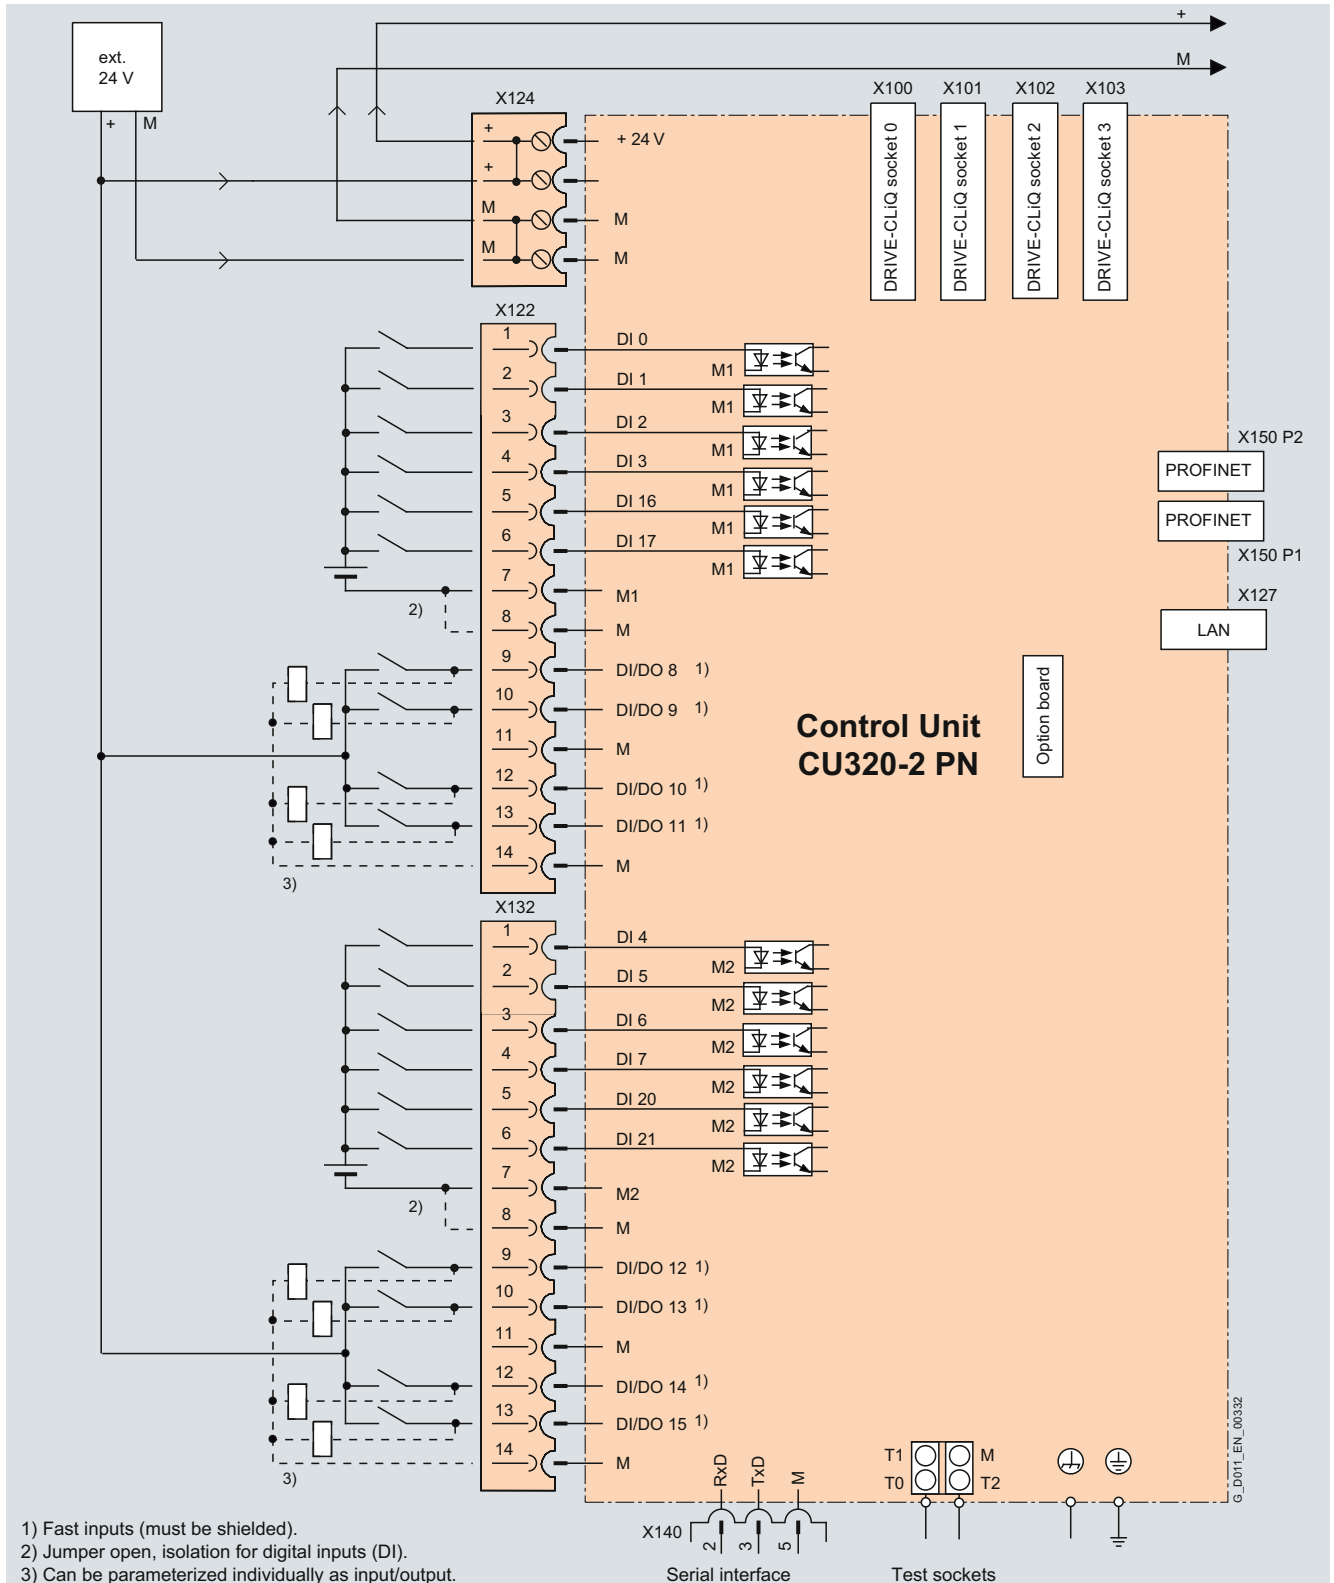 +
ext.
24 V
M
X100 X101 X102 X103
X124
+ M
+
+ 24 V
+
M
M
M
M
DRIVE-CLiQ socket 0
DRIVE-CLiQ socket 1
DRIVE-CLiQ socket 2
DRIVE-CLiQ socket 3
X122
1 DI 0
M1
2 DI 1
M1
3 DI 2
M1
4 DI 3
M1
5 DI 16
M1
6 DI 17
M1
7 M1
2)
8 M
9 DI/DO 8 1)
10 DI/DO 9 1)
11 M
12 DI/DO 10 1)
13 DI/DO 11 1)
14 M
3)
X150 P2
PROFINET
PROFINET
X150 P1
X127
LAN
Option board
Control Unit
CU320-2 PN
X132
1 DI 4
M2
2 DI 5
M2
3 DI 6
M2
4 DI 7
M2
5 DI 20
M2
6 DI 21
M2
7 M2
2)
8 M
9 DI/DO 12 1)
10 DI/DO 13 1)
11 M
12 DI/DO 14 1)
13 DI/DO 15 1)
14 M
3)
RxD
TxD
M
T1 M
T0 T2
G_D011_EN_00332
X140
2
3
5
Serial interface
Test sockets
1) Fast inputs (must be shielded).
2) Jumper open, isolation for digital inputs (DI).
3) Can be parameterized individually as input/output.